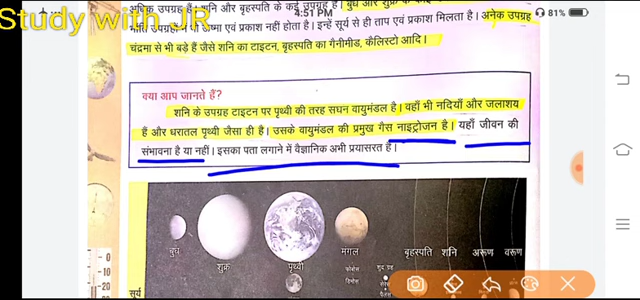 Study with JR
4:51 PM
81%
अधिक उपग्रह हैं। शनि और बृहस्पति के कई उपग्रह हैं। बुध और शुक्र के
ऊष्मा एवं प्रकाश नहीं होता है। इन्हें सूर्य से ही ताप एवं प्रकाश मिलता है। अनेक उपग्रह
चंद्रमा से भी बड़े हैं जैसे शनि का टाइटन, बृहस्पति का गैनीमीड, कैलिस्टो आदि।
क्या आप जानते हैं?
शनि के उपग्रह टाइटन पर पृथ्वी की तरह सघन वायुमंडल है। वहाँ भी नदियाँ और जलाशय
हैं और धरातल पृथ्वी जैसा ही है। उसके वायुमंडल की प्रमुख गैस नाइट्रोजन है। यहाँ जीवन की
संभावना है या नहीं। इसका पता लगाने में वैज्ञानिक अभी प्रयासरत हैं।
बुध
शुक्र
पृथ्वी
मंगल
बृहस्पति शनि अरूण वरूण
फोबोस
डिमोस
क्षुद्र ग्रह
सूर्य
0
10
20